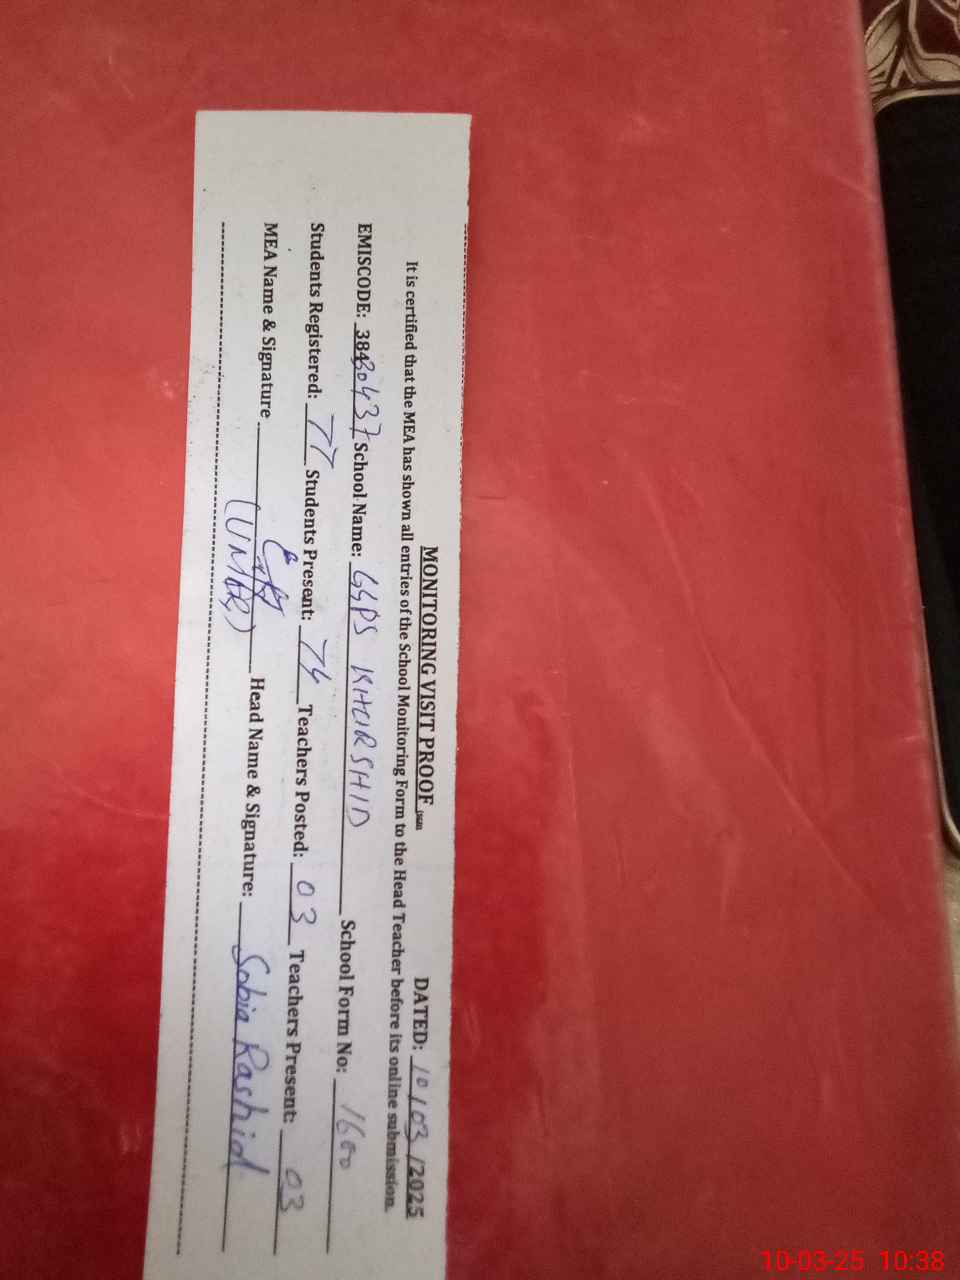 MONITORING VISIT PROOF DATED: 10/03/2025
It is certified that the MEA has shown all entries of the School Monitoring Form to the Head Teacher before its online submission.
EMISCODE: 38430437 School Name: GGPS KHURSHID School Form No: 1600
Students Registered: 77 Students Present: 74 Teachers Posted: 03 Teachers Present: 03
MEA Name & Signature (UMAR) Head Name & Signature: Sobia Rashid
10-03-25 10:38